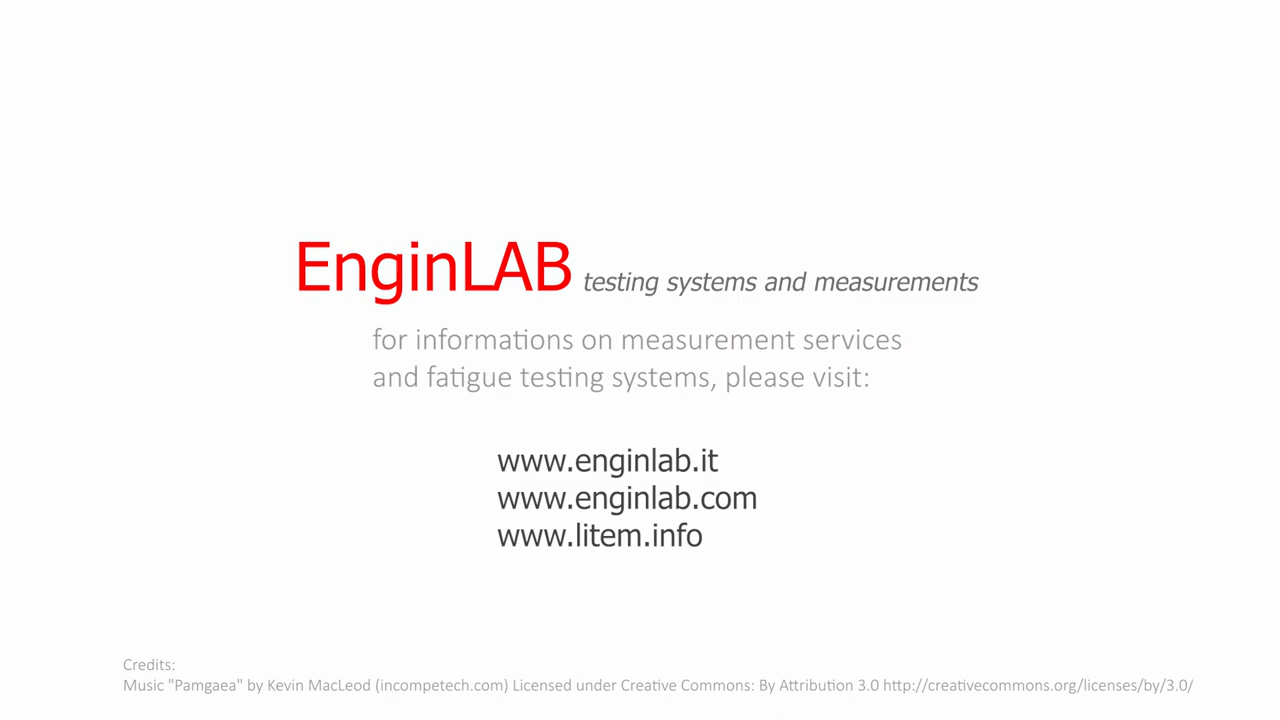 EnginLAB testing systems and measurements
for informations on measurement services
and fatigue testing systems, please visit:
www.enginlab.it
www.enginlab.com
www.litem.info
Credits:
Music "Pamgaea" by Kevin MacLeod (incompetech.com) Licensed under Creative Commons: By Attribution 3.0 http://creativecommons.org/licenses/by/3.0/